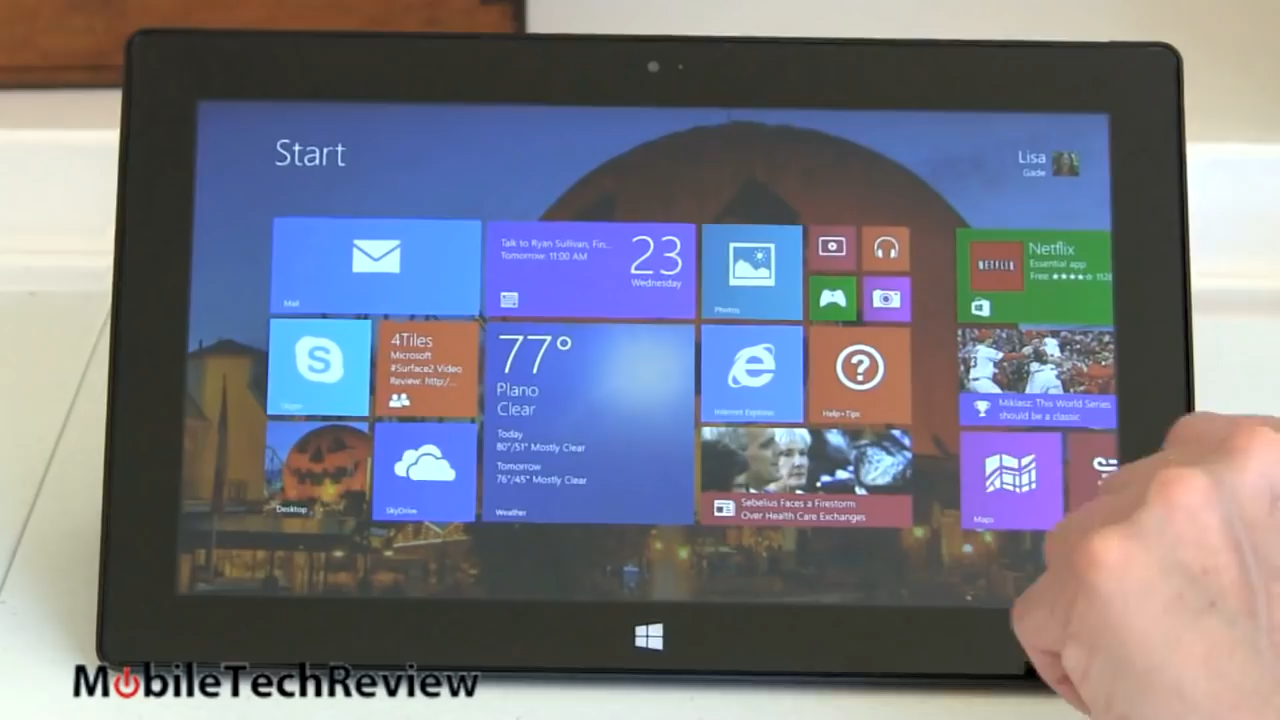 Start
Lisa
Gade
Mail
Talk to Ryan Sullivan, Fin...
Tomorrow: 11:00 AM
23
Wednesday
Photos
NETFLIX
Netflix
Essential app
Free
4Tiles
Microsoft
#Surface2 Video
Review: http:/...
77°
Plano
Clear
Today
80°/51° Mostly Clear
Tomorrow
76°/45° Mostly Clear
Weather
Internet Explorer
Help+Tips
Miklasz: This World Series
should be a classic
Desktop
SkyDrive
Sebelius Faces a Firestorm
Over Health Care Exchanges
Maps
MobileTechReview